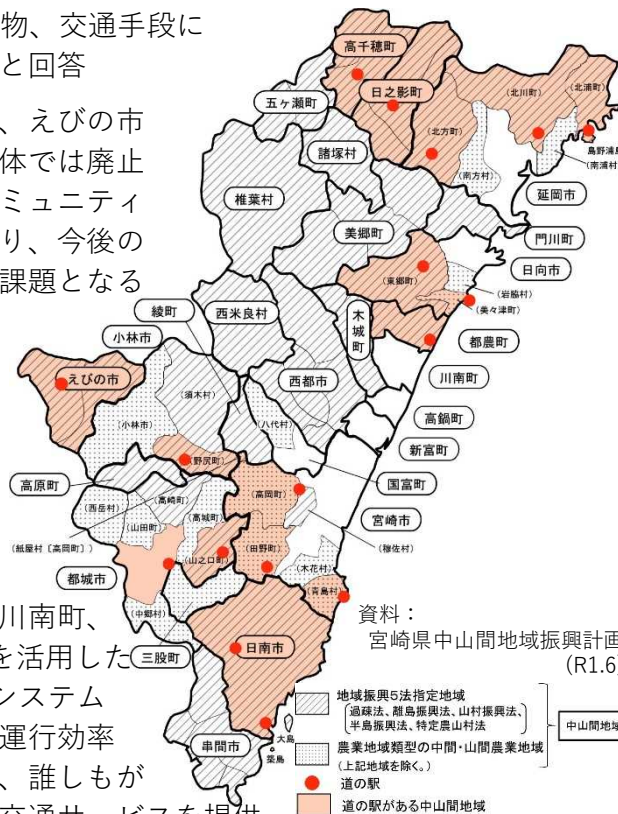 物、交通手段に
と回答
、えびの市
体では廃止
ミュニティ
り、今後の
課題となる
川南町、
を活用した
システム
運行効率
、誰しもが
交通サービスを提供
高千穂町
日之影町
五ヶ瀬町
(北川町)
(北浦町)
(北方町)
島野浦島
(南浦村)
(南方村)
諸塚村
延岡市
椎葉村
美郷町
門川町
日向市
(東郷町)
(岩脇村)
(美々津町)
綾町
西米良村
木城町
都農町
小林市
えびの市
(須木村)
西都市
川南町
(小林市)
(八代村)
高鍋町
新富町
(野尻町)
高原町
国富町
(高崎町)
(高岡町)
宮崎市
(西岳村)
(高城町)
(山田町)
(紙屋村[高岡町])
(穆佐村)
(山之口町)
(田野町)
(木花村)
都城市
(青島村)
(中郷村)
三股町
日南市
串間市
大島
築島
資料:
宮崎県中山間地域振興計画
(R1.6)
地域振興5法指定地域
過疎法、離島振興法、山村振興法、
半島振興法、特定農山村法
農業地域類型の中間・山間農業地域
(上記地域を除く。)
中山間地域
道の駅
道の駅がある中山間地域